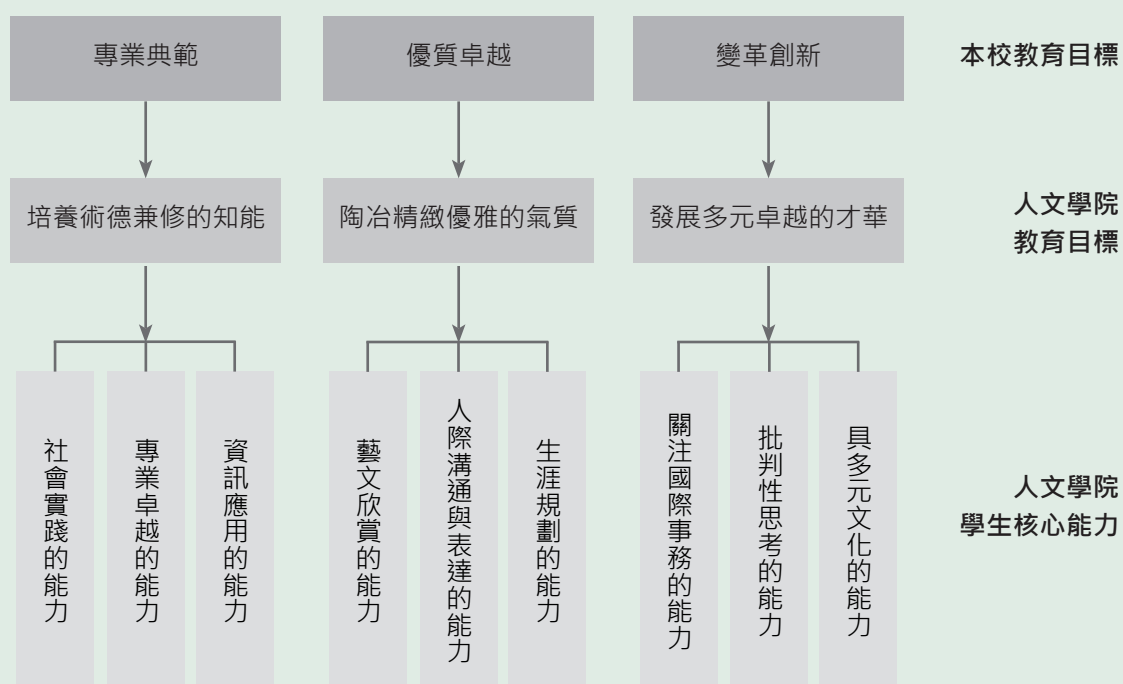 專業典範
優質卓越
變革創新
本校教育目標
培養術德兼修的知能
陶冶精緻優雅的氣质
發展多元卓越的才華
人文學院
教育目標
社會實踐的能力
專業卓越的能力
資訊應用的能力
藝文欣賞的能力
人際溝通與表達的能力
生涯規劃的能力
關注國際事務的能力
批判性思考的能力
具多元文化的能力
人文學院
學生核心能力